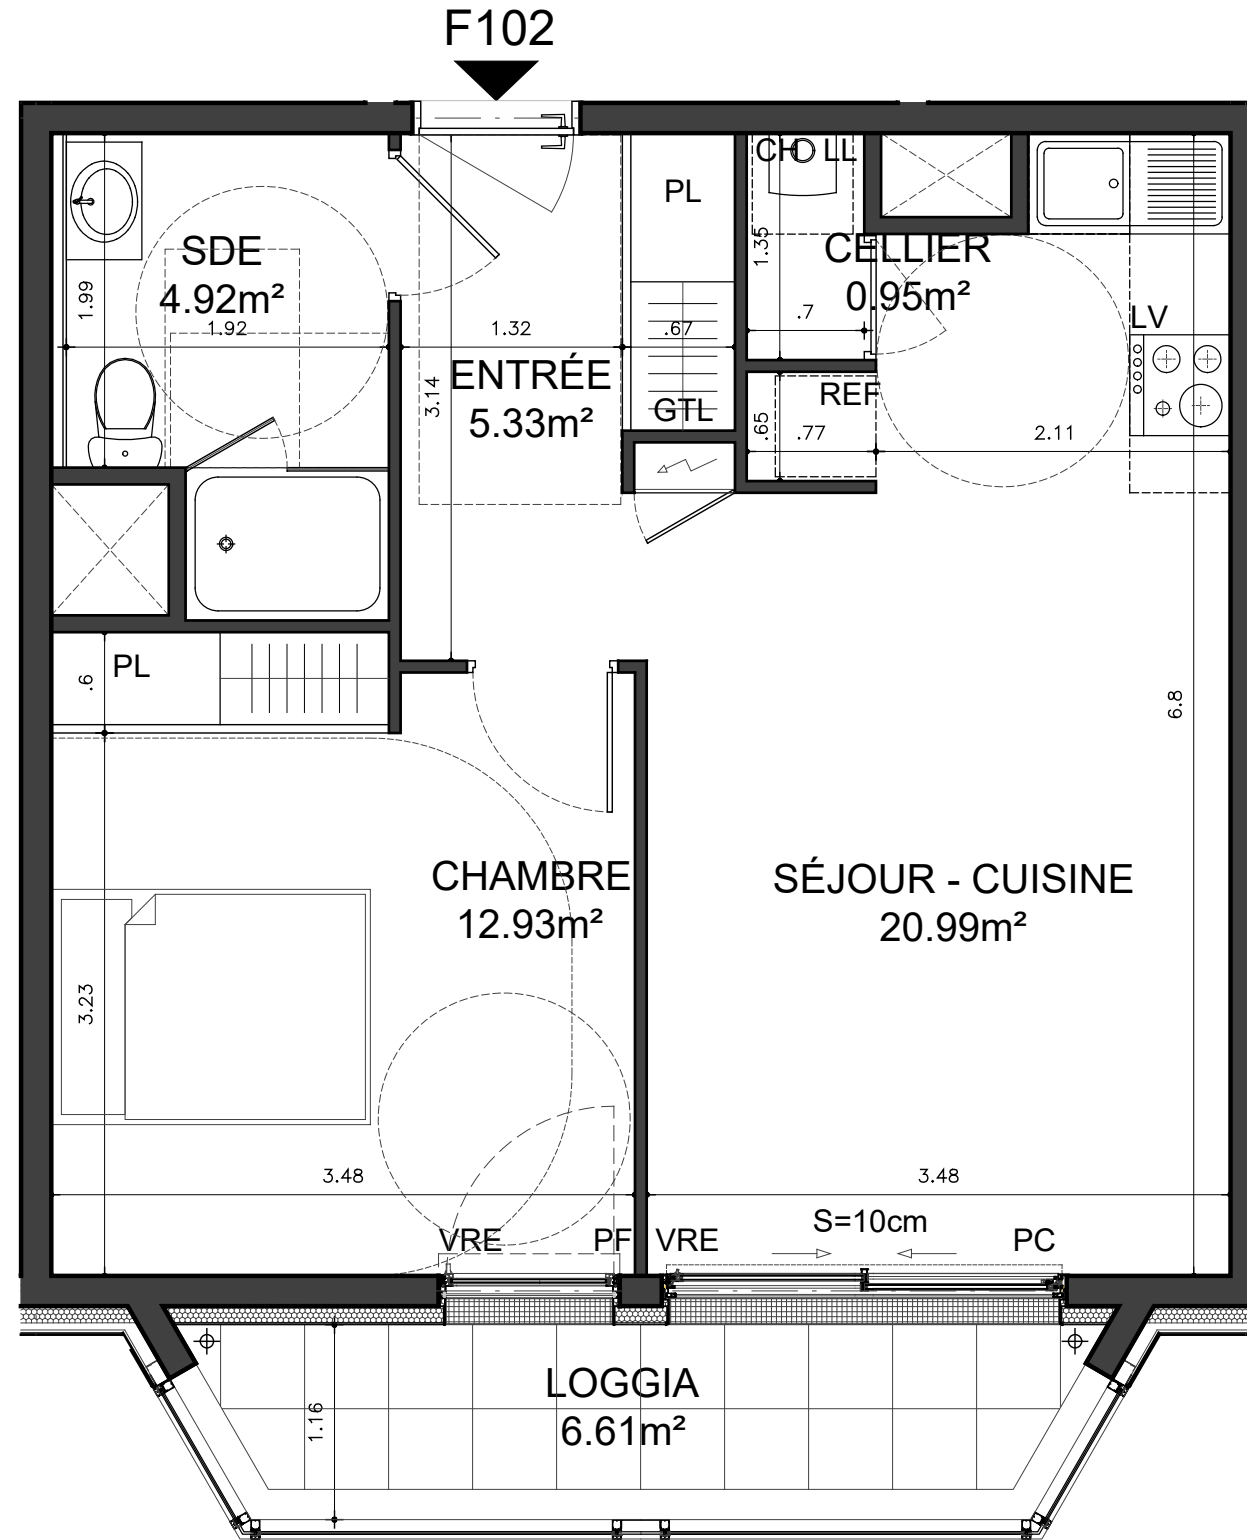 F102
PL
CH LL
SDE
4.92m²
1.99
1.92
1.32
.67
ENTRÉE
5.33m²
3.14
GTL
1.35
.7
CELLIER
0.95m²
LV
REF
.65
.77
2.11
PL
.6
6.8
CHAMBRE
12.93m²
SÉJOUR - CUISINE
20.99m²
3.23
3.48
3.48
VRE
PF
VRE
S=10cm
PC
LOGGIA
6.61m²
1.16